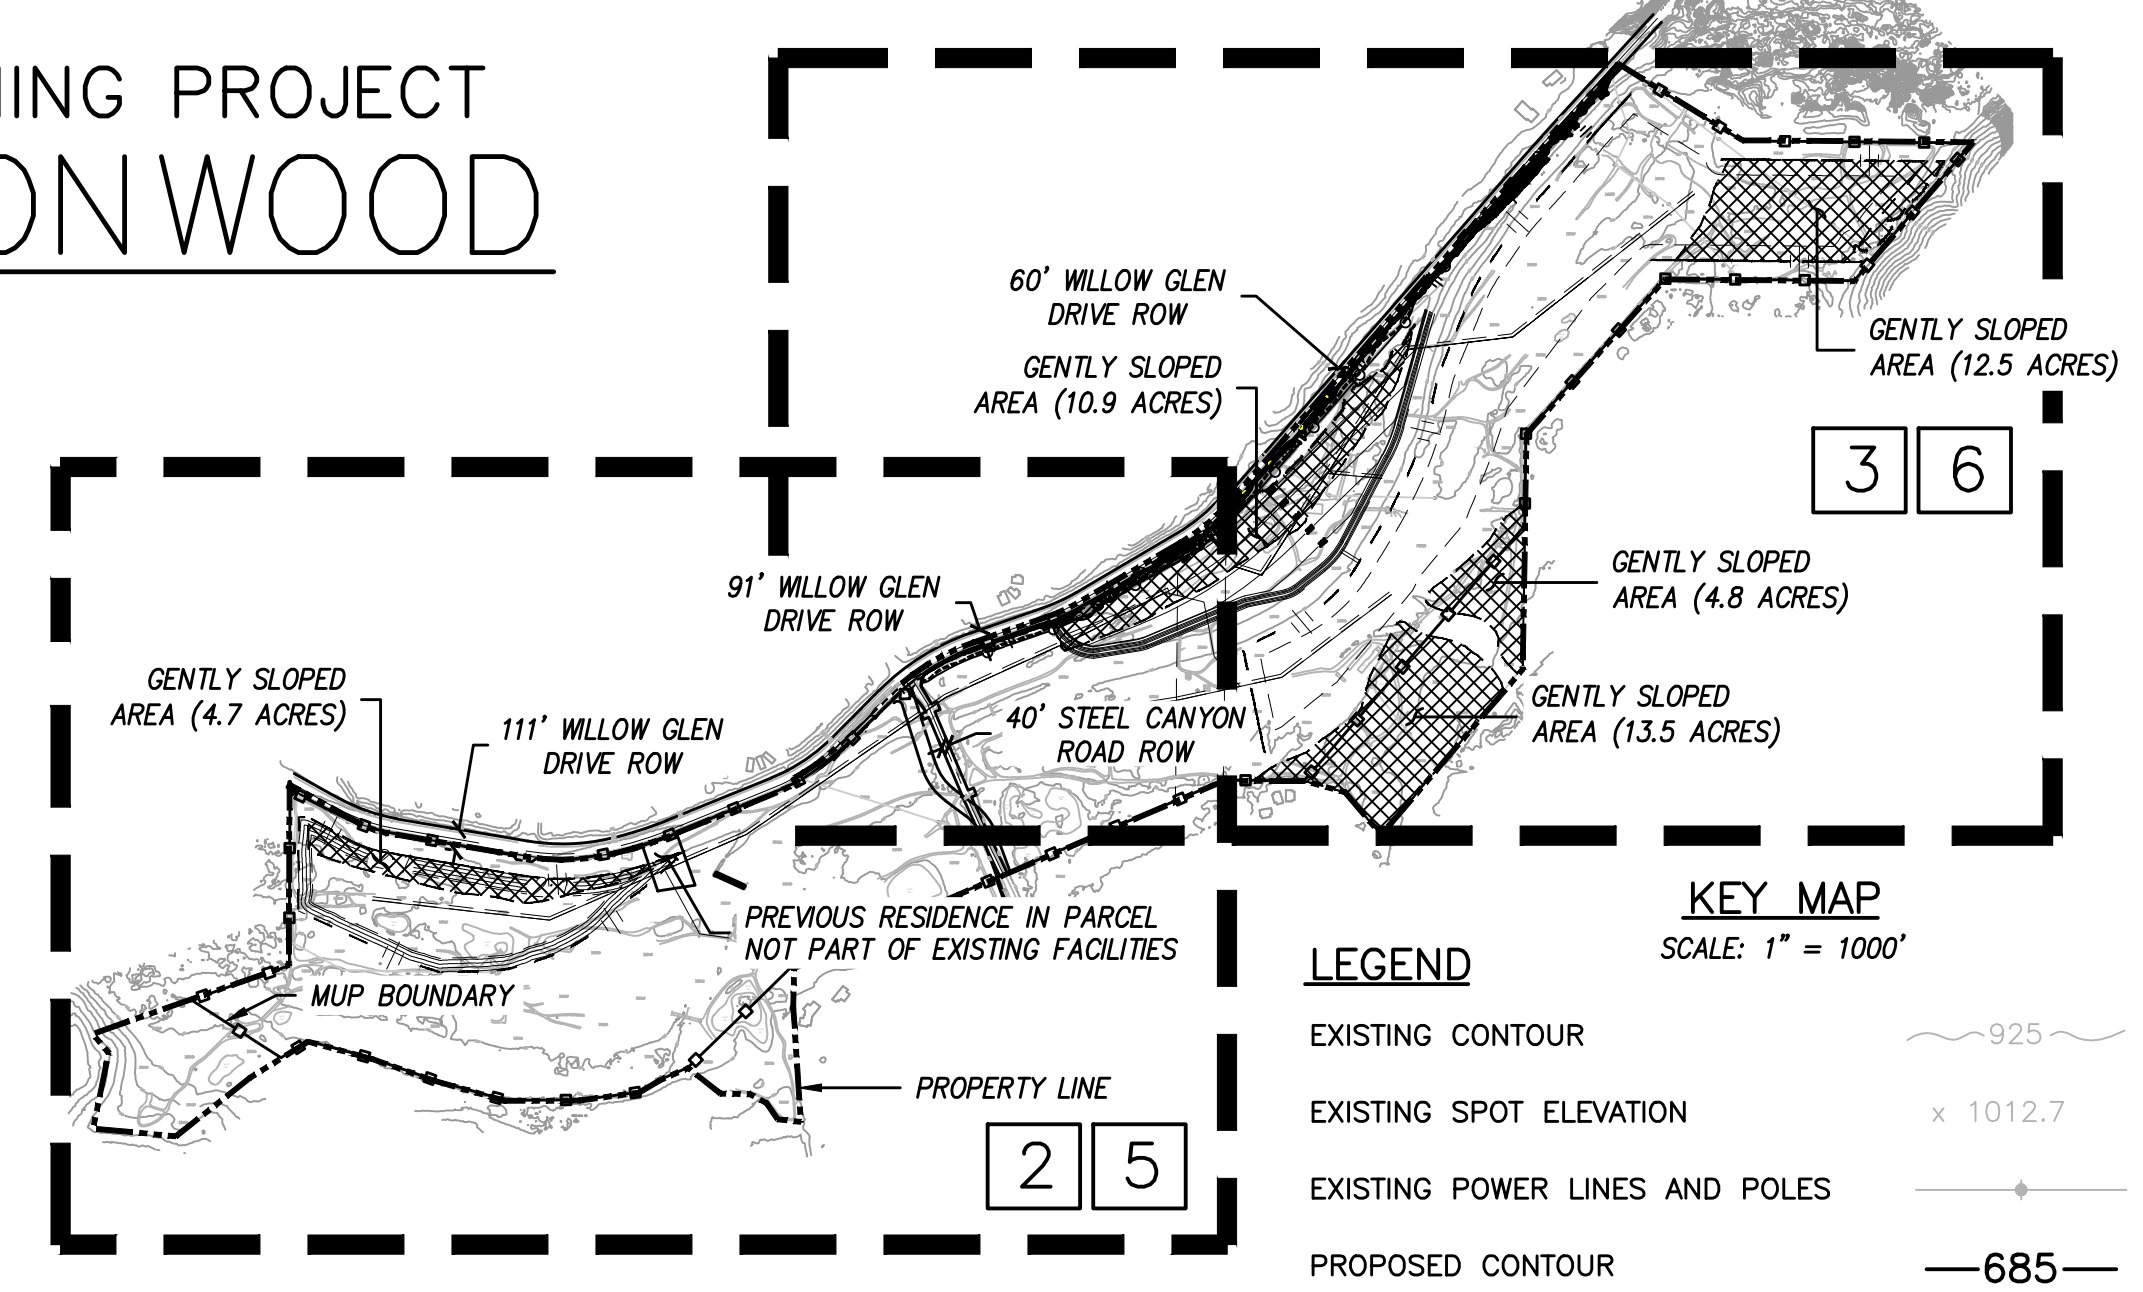 PROJECT
WOOD
60' WILLOW GLEN
DRIVE ROW
GENTLY SLOPED
AREA (10.9 ACRES)
GENTLY SLOPED
AREA (12.5 ACRES)
3 6
GENTLY SLOPED
AREA (4.8 ACRES)
91' WILLOW GLEN
DRIVE ROW
GENTLY SLOPED
AREA (4.7 ACRES)
111' WILLOW GLEN
DRIVE ROW
40' STEEL CANYON
ROAD ROW
GENTLY SLOPED
AREA (13.5 ACRES)
PREVIOUS RESIDENCE IN PARCEL
NOT PART OF EXISTING FACILITIES
MUP BOUNDARY
PROPERTY LINE
2 5
KEY MAP
SCALE: 1" = 1000'
LEGEND
EXISTING CONTOUR 925
EXISTING SPOT ELEVATION x 1012.7
EXISTING POWER LINES AND POLES
PROPOSED CONTOUR 685